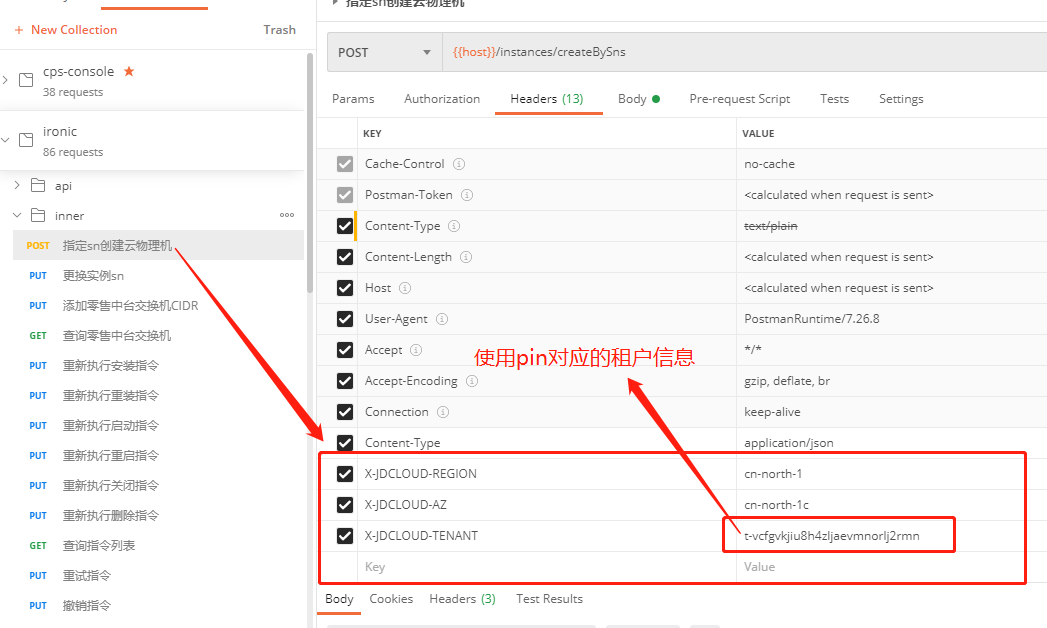 New Collection
Trash
cps-console
38 requests
ironic
86 requests
api
inner
POST 指定sn创建云物理机
PUT 更换实例sn
PUT 添加零售中台交换机CIDR
GET 查询零售中台交换机
PUT 重新执行安装指令
PUT 重新执行重装指令
PUT 重新执行启动指令
PUT 重新执行重启指令
PUT 重新执行关闭指令
PUT 重新执行删除指令
GET 查询指令列表
PUT 重试指令
PUT 撤销指令
指定sn创建云物理机
POST {{host}}/instances/createBySns
Params Authorization Headers (13) Body Pre-request Script Tests Settings
KEY VALUE
Cache-Control no-cache
Postman-Token <calculated when request is sent>
Content-Type text/plain
Content-Length <calculated when request is sent>
Host <calculated when request is sent>
User-Agent PostmanRuntime/7.26.8
Accept */*
使用pin对应的租户信息
Accept-Encoding gzip, deflate, br
Connection keep-alive
Content-Type application/json
X-JDCLOUD-REGION cn-north-1
X-JDCLOUD-AZ cn-north-1c
X-JDCLOUD-TENANT t-vcfgvkjiu8h4zljaevmnorlj2rmn
Key Value
Body Cookies Headers (3) Test Results